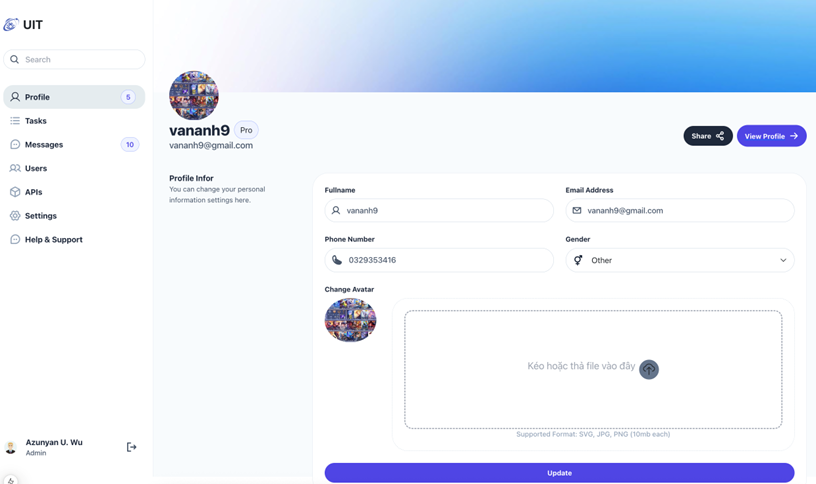 UIT
Search
Profile 5
Tasks
Messages 10
Users
APIs
Settings
Help & Support
Azunyan U. Wu
Admin
vananh9 Pro
vananh9@gmail.com
Share
View Profile
Profile Infor
You can change your personal
information settings here.
Fullname
vananh9
Email Address
vananh9@gmail.com
Phone Number
0329353416
Gender
Other
Change Avatar
Kéo hoặc thả file vào đây
Supported Format: SVG, JPG, PNG (10mb each)
Update